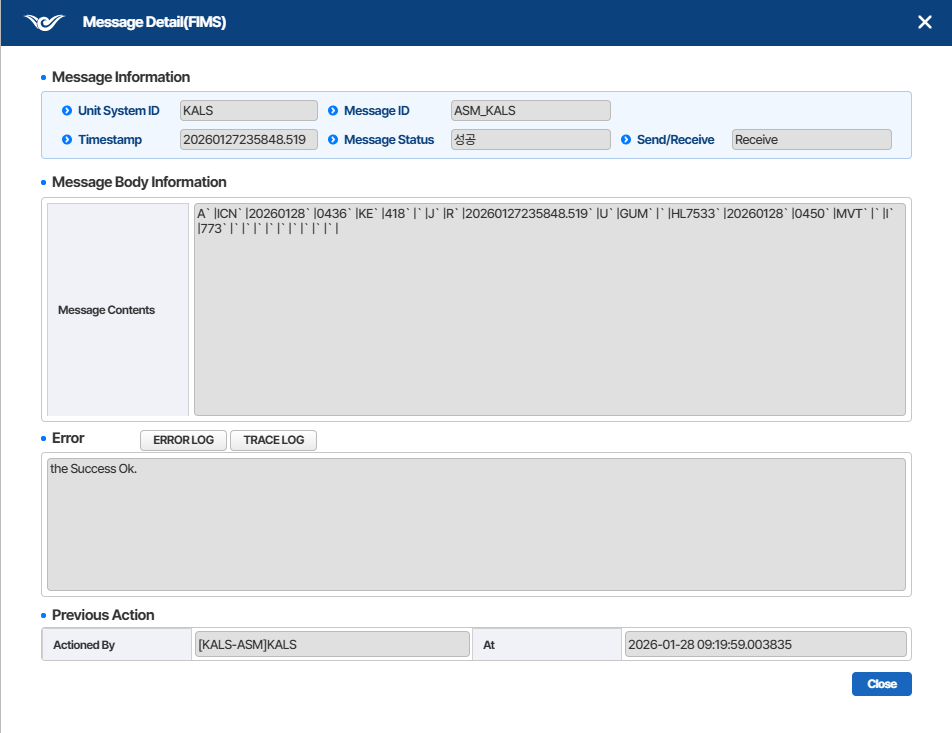 Message Detail(FIMS)
Message Information
Unit System ID KALS Message ID ASM_KALS
Timestamp 20260127235848.519 Message Status 성공 Send/Receive Receive
Message Body Information
Message Contents
A` |ICN` |20260128` |0436` |KE` |418` |` |J` |R` |20260127235848.519` |U` |GUM` |` |HL7533` |20260128` |0450` |MVT` |` |I`
|773` |` |` |` |` |` |` |` |` |` |
Error ERROR LOG TRACE LOG
the Success Ok.
Previous Action
Actioned By [KALS-ASM]KALS At 2026-01-28 09:19:59.003835
Close